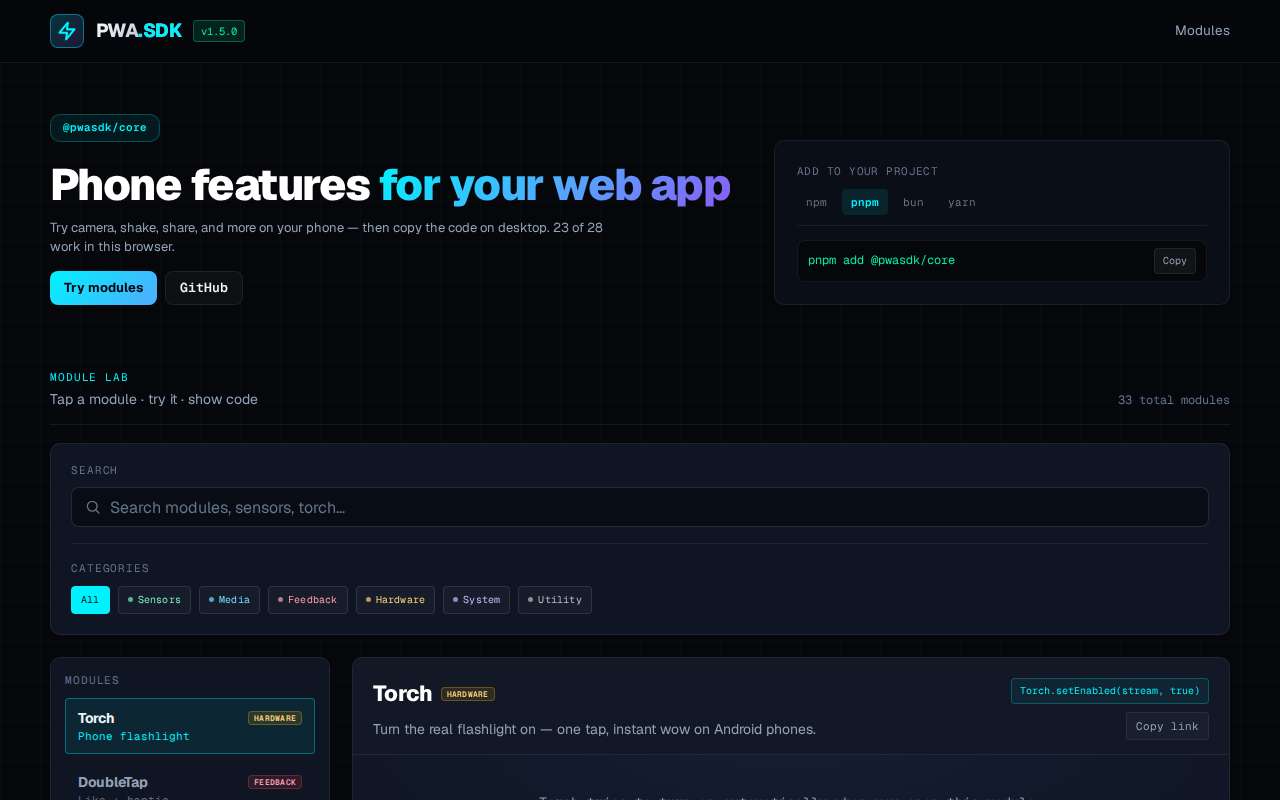 PWA.SDK v1.5.0 Modules
@pwasdk/core
Phone features for your web app
Try camera, shake, share, and more on your phone — then copy the code on desktop. 23 of 28
work in this browser.
Try modules GitHub
ADD TO YOUR PROJECT
npm pnpm bun yarn
pnpm add @pwasdk/core Copy
MODULE LAB
Tap a module · try it · show code 33 total modules
SEARCH
Search modules, sensors, torch...
CATEGORIES
All Sensors Media Feedback Hardware System Utility
MODULES
Torch HARDWARE
Phone flashlight
DoubleTap FEEDBACK
Torch HARDWARE Torch.setEnabled(stream, true)
Turn the real flashlight on — one tap, instant wow on Android phones. Copy link